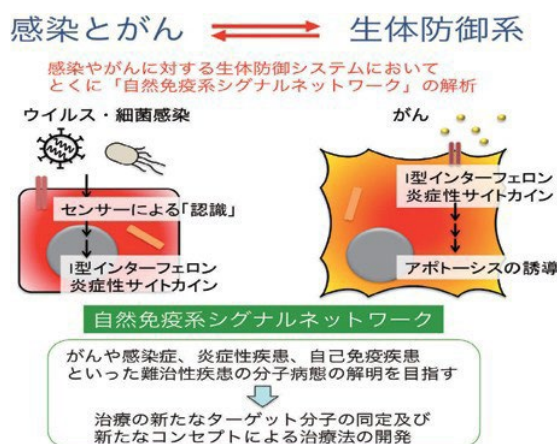 感染とがん 生体防御系
感染やがんに対する生体防御システムにおいて
とくに「自然免疫系シグナルネットワーク」の解析
ウイルス・細菌感染
センサーによる「認識」
I型インターフェロン
炎症性サイトカイン
がん
I型インターフェロン
炎症性サイトカイン
アポトーシスの誘導
自然免疫系シグナルネットワーク
がんや感染症、炎症性疾患、自己免疫疾患
といった難治性疾患の分子病態の解明を目指す
治療の新たなターゲット分子の同定及び
新たなコンセプトによる治療法の開発